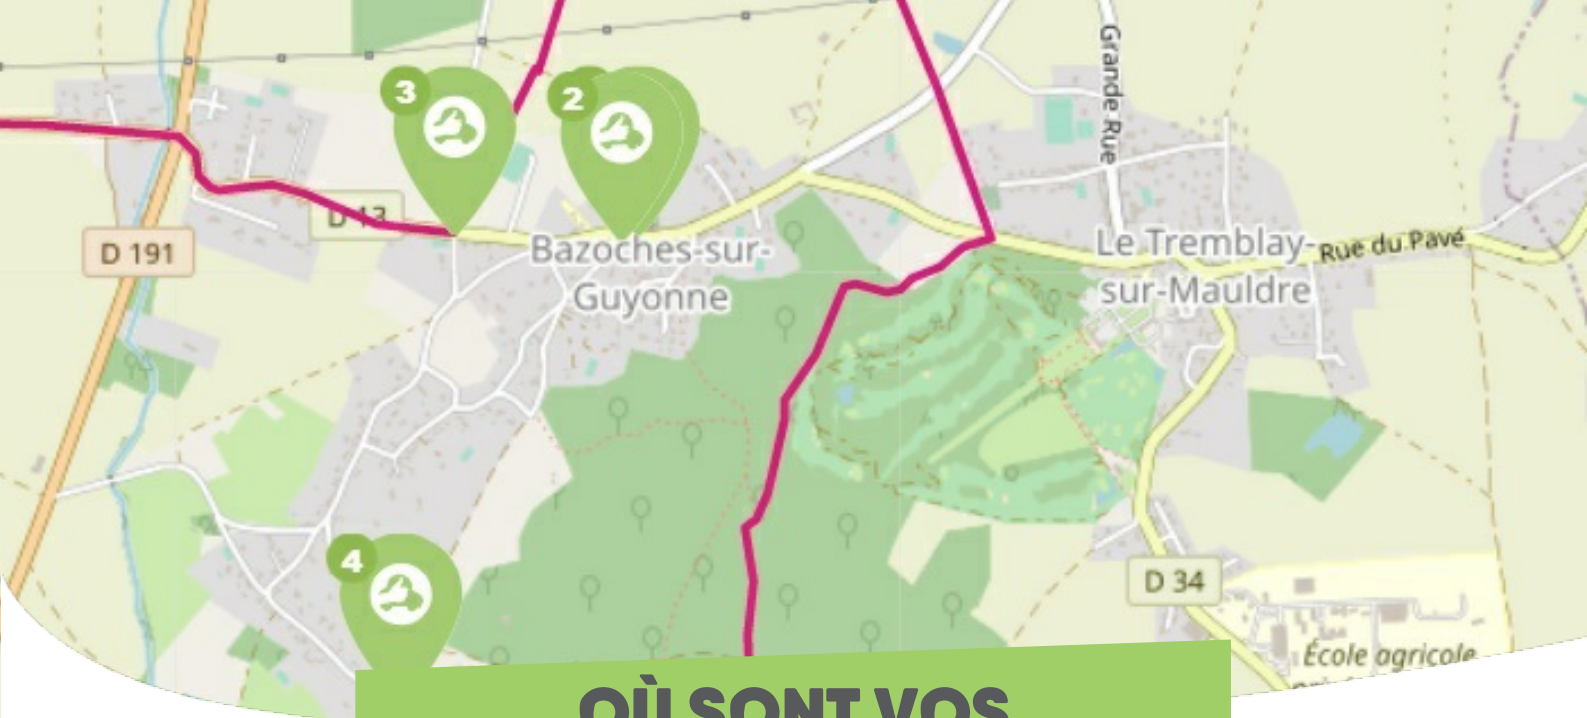 Grande Rue
3
2
D 13
D 191
Bazoches-sur-
Guyonne
Le Tremblay-
sur-Mauldre
Rue du Pavé
4
D 34
École agricole
OÙ SONT VOS